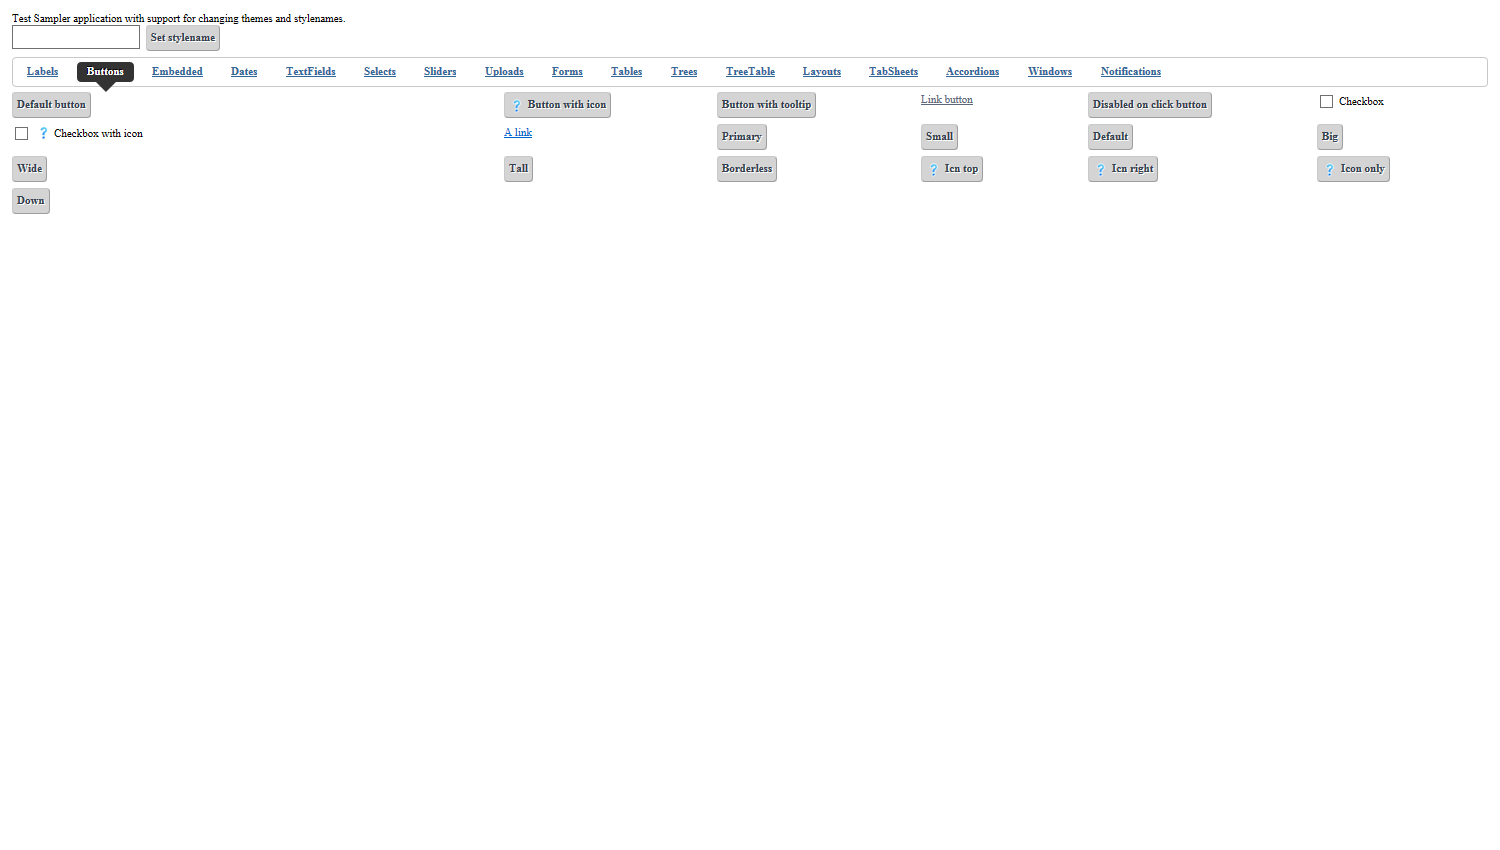 Test Sampler application with support for changing themes and stylenames.
Set stylename
Labels Buttons Embedded Dates TextFields Selects Sliders Uploads Forms Tables Trees TreeTable Layouts TabSheets Accordions Windows Notifications
Default button Button with icon Button with tooltip Link button Disabled on click button Checkbox
Checkbox with icon A link Primary Small Default Big
Wide Tall Borderless Icn top Icn right Icon only
Down